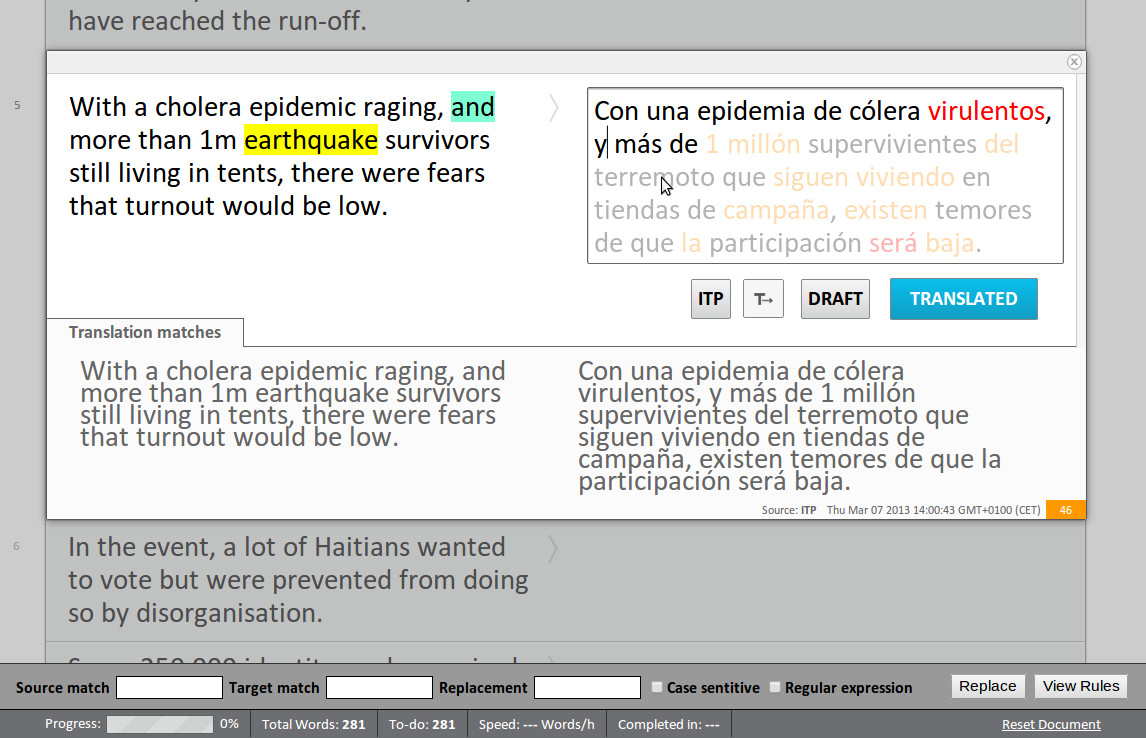 have reached the run-off.
5
With a cholera epidemic raging, and
more than 1m earthquake survivors
still living in tents, there were fears
that turnout would be low.
Con una epidemia de cólera virulentos,
y más de 1 millón supervivientes del
terremoto que siguen viviendo en
tiendas de campaña, existen temores
de que la participación será baja.
ITP T→ DRAFT TRANSLATED
Translation matches
With a cholera epidemic raging, and
more than 1m earthquake survivors
still living in tents, there were fears
that turnout would be low.
Con una epidemia de cólera
virulentos, y más de 1 millón
supervivientes del terremoto que
siguen viviendo en tiendas de
campaña, existen temores de que la
participación será baja.
Source: ITP Thu Mar 07 2013 14:00:43 GMT+0100 (CET) 46
6
In the event, a lot of Haitians wanted
to vote but were prevented from doing
so by disorganisation.
Source match Target match Replacement Case sentitive Regular expression Replace View Rules
Progress: 0% Total Words: 281 To-do: 281 Speed: --- Words/h Completed in: --- Reset Document